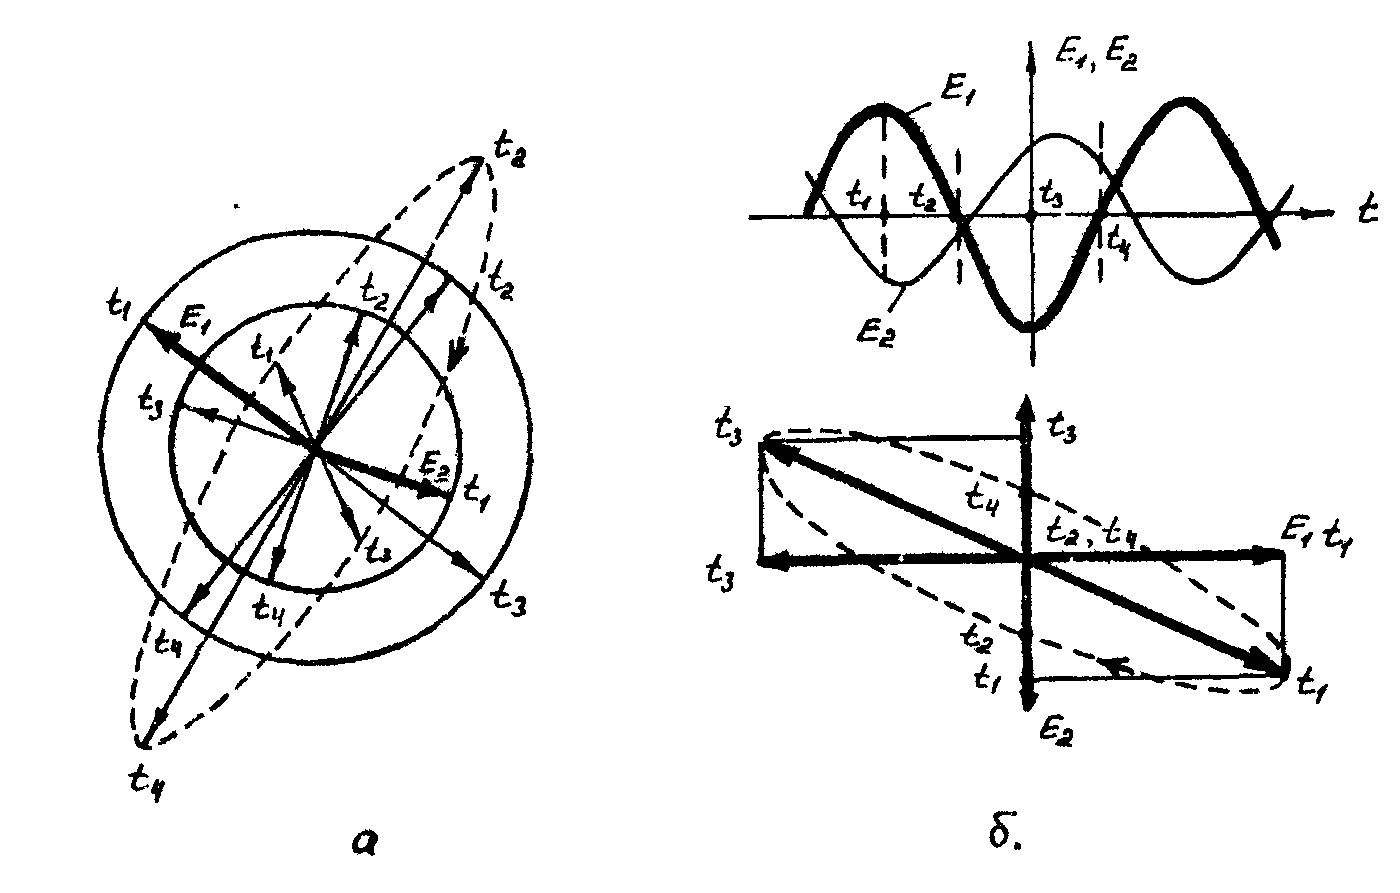 t₂
t₂
t₂
t₁
E₁
t₁
t₃
E₂
t₁
t₃
t₃
t₄
t₄
t₄
а
E₁, E₂
E₁
t₁
t₂
t₃
t
t₄
E₂
t₃
t₃
t₄
t₂, t₄
E₁ t₁
t₃
t₂
t₁
t₁
E₂
б.